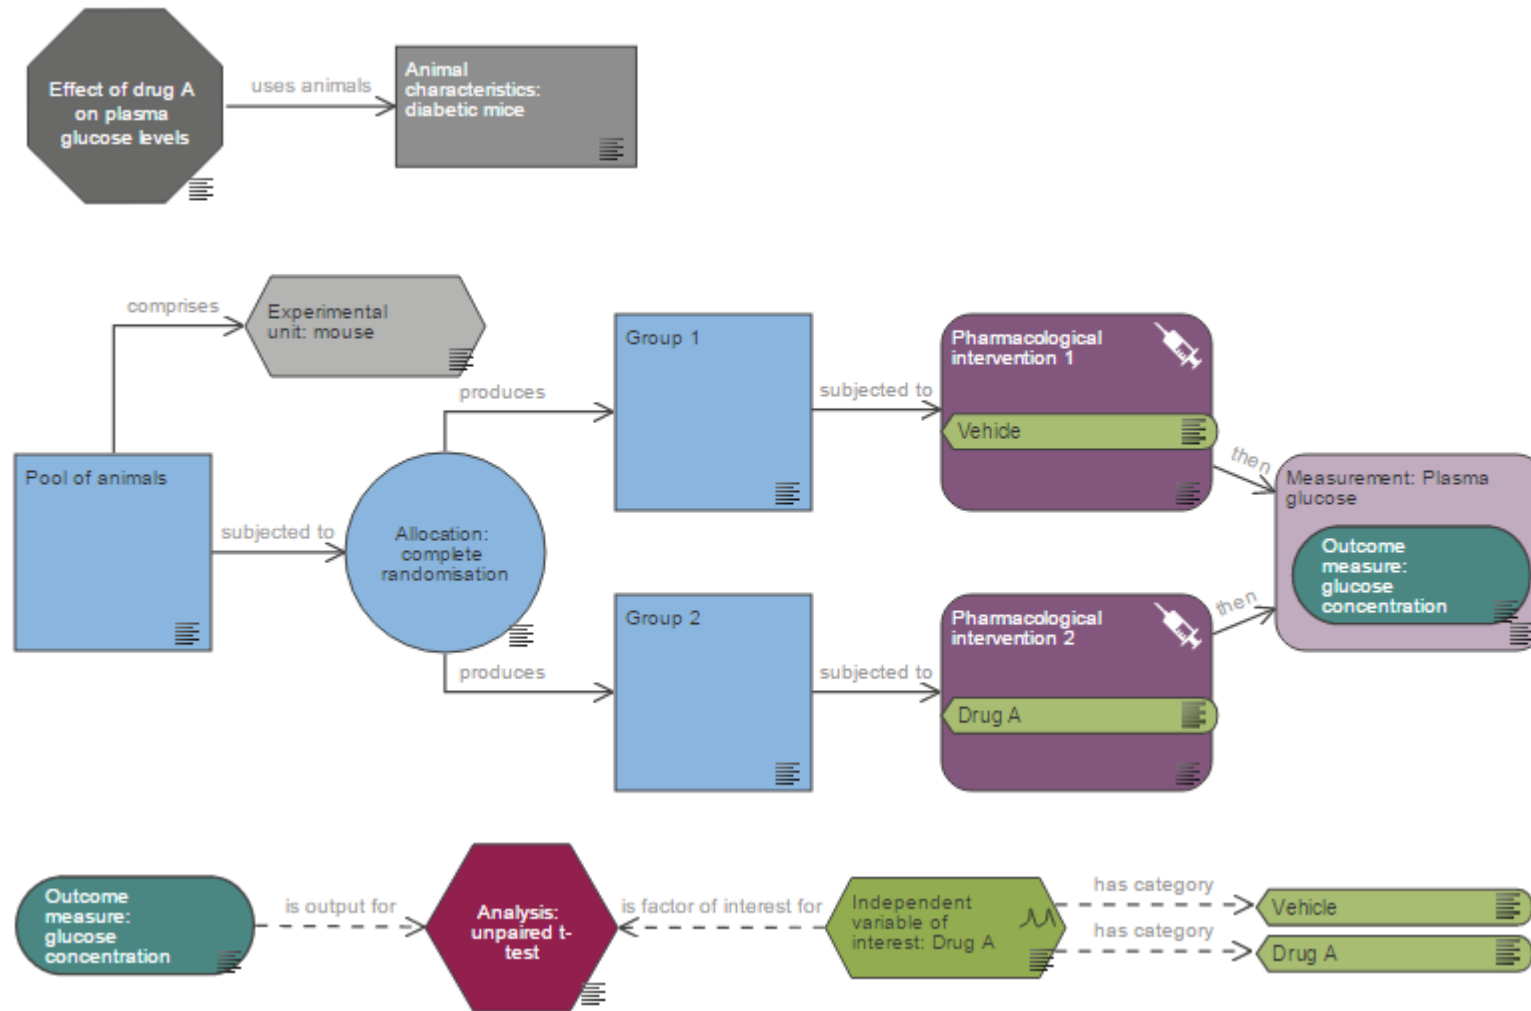 Effect of drug A
on plasma
glucose levels
uses animals
Animal
characteristics:
diabetic mice
comprises
Experimental
unit: mouse
Pool of animals
subjected to
Allocation:
complete
randomisation
produces
produces
Group 1
subjected to
Pharmacological
intervention 1
Vehicle
then
Group 2
subjected to
Pharmacological
intervention 2
Drug A
then
Measurement: Plasma
glucose
Outcome
measure:
glucose
concentration
Outcome
measure:
glucose
concentration
is output for
Analysis:
unpaired t-
test
is factor of interest for
Independent
variable of
interest: Drug A
has category
Vehicle
has category
Drug A